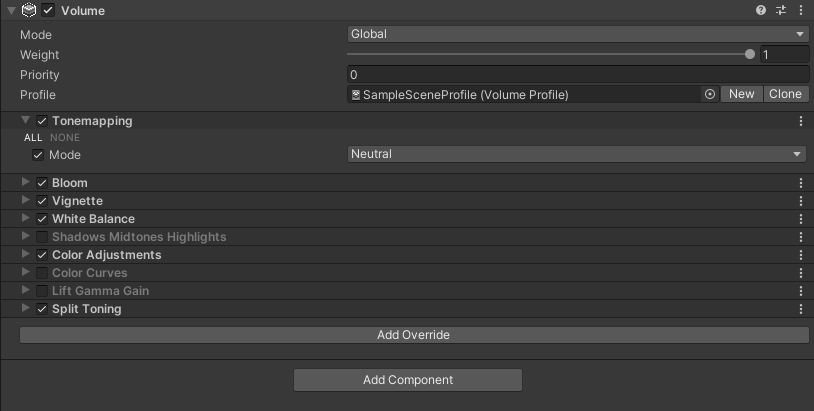 Volume
Mode Global
Weight 1
Priority 0
Profile SampleSceneProfile (Volume Profile) New Clone
Tonemapping
ALL NONE
Mode Neutral
Bloom
Vignette
White Balance
Shadows Midtones Highlights
Color Adjustments
Color Curves
Lift Gamma Gain
Split Toning
Add Override
Add Component